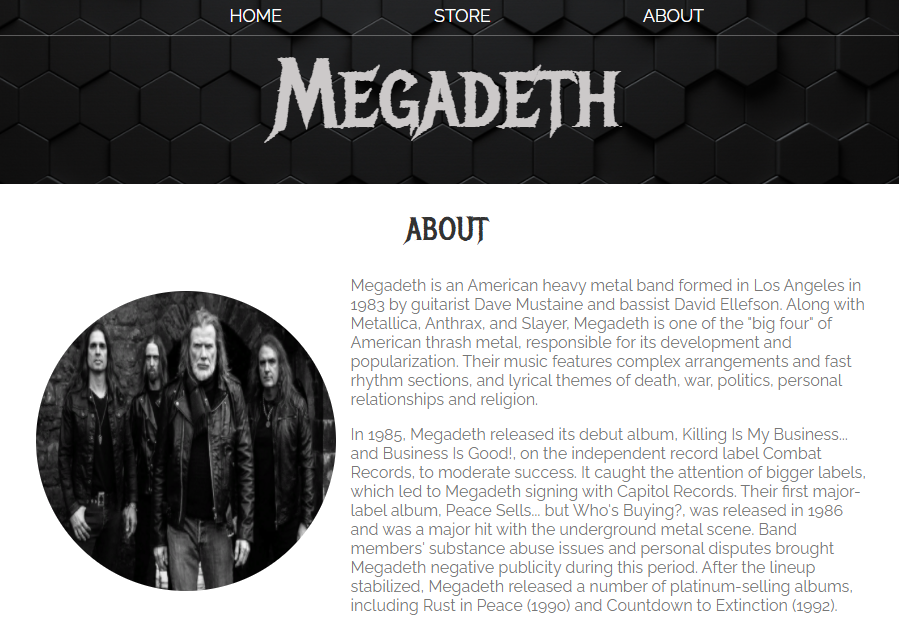 HOME STORE ABOUT
MEGADETH
ABOUT
Megadeth is an American heavy metal band formed in Los Angeles in
1983 by guitarist Dave Mustaine and bassist David Ellefson. Along with
Metallica, Anthrax, and Slayer, Megadeth is one of the "big four" of
American thrash metal, responsible for its development and
popularization. Their music features complex arrangements and fast
rhythm sections, and lyrical themes of death, war, politics, personal
relationships and religion.
In 1985, Megadeth released its debut album, Killing Is My Business...
and Business Is Good!, on the independent record label Combat
Records, to moderate success. It caught the attention of bigger labels,
which led to Megadeth signing with Capitol Records. Their first major-
label album, Peace Sells... but Who's Buying?, was released in 1986
and was a major hit with the underground metal scene. Band
members' substance abuse issues and personal disputes brought
Megadeth negative publicity during this period. After the lineup
stabilized, Megadeth released a number of platinum-selling albums,
including Rust in Peace (1990) and Countdown to Extinction (1992).